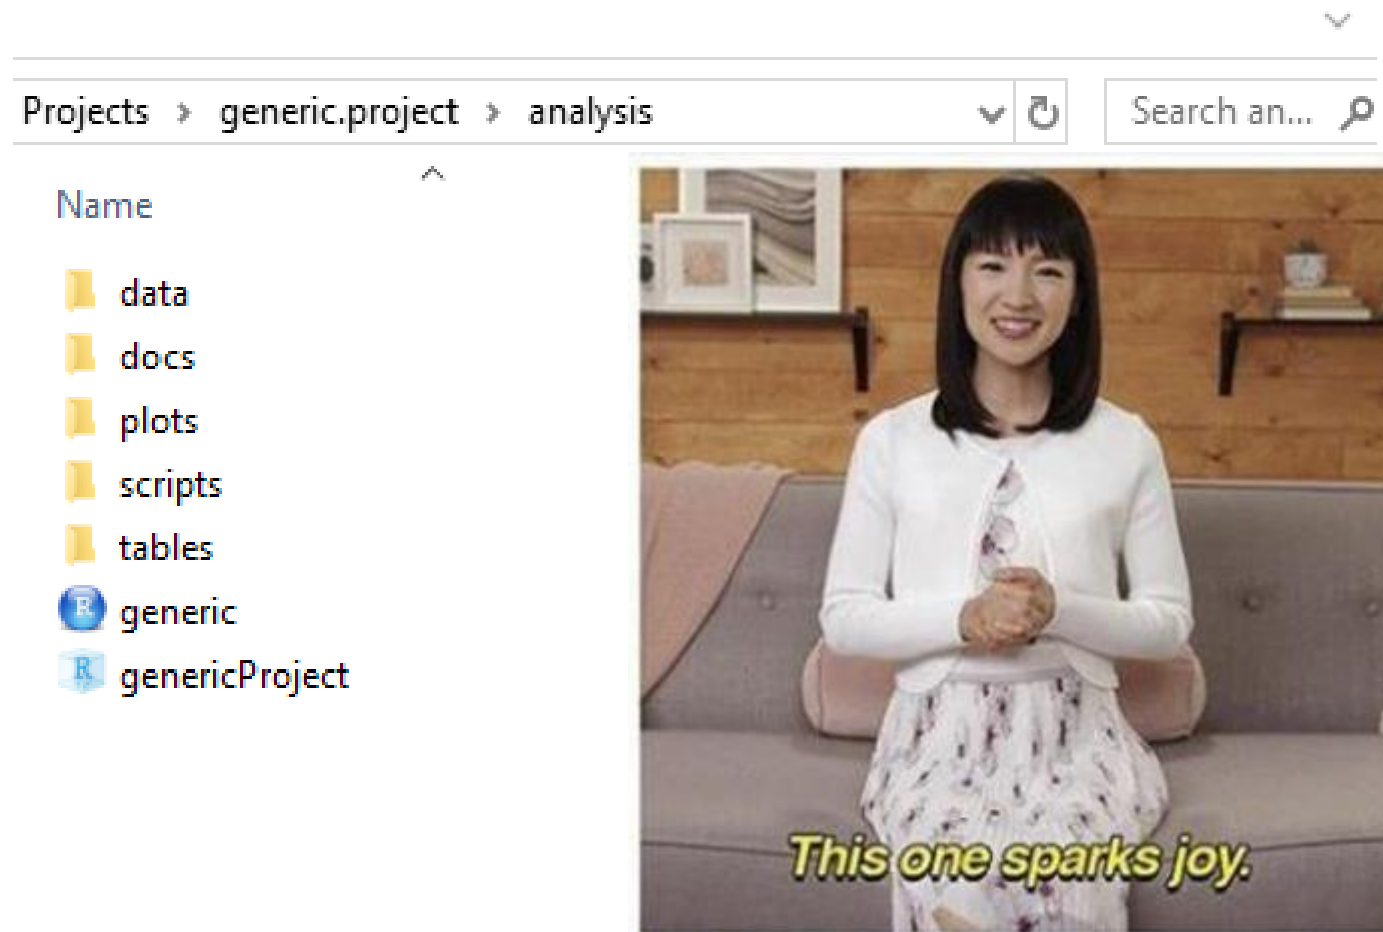 Projects › generic.project › analysis
Search an...
Name
data
docs
plots
scripts
tables
R generic
R genericProject
This one sparks joy.